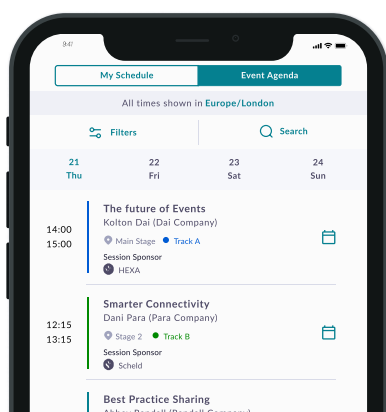 9:41
My Schedule
Event Agenda
All times shown in Europe/London
Filters
Search
21 22 23 24
Thu Fri Sat Sun
14:00
15:00
The future of Events
Kolton Dai (Dai Company)
Main Stage Track A
Session Sponsor
HEXA
12:15
13:15
Smarter Connectivity
Dani Para (Para Company)
Stage 2 Track B
Session Sponsor
Scheld
Best Practice Sharing